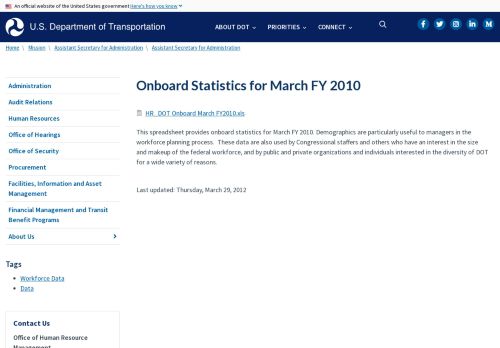 An official website of the United States government Here's how you know
U.S. Department of Transportation
ABOUT DOT
PRIORITIES
CONNECT
Home \ Mission \ Assistant Secretary for Administration \ Assistant Secretary for Administration
Administration
Audit Relations
Human Resources
Office of Hearings
Office of Security
Procurement
Facilities, Information and Asset
Management
Financial Management and Transit
Benefit Programs
About Us
Tags
Workforce Data
Data
Contact Us
Office of Human Resource
Management
Onboard Statistics for March FY 2010
HR_DOT Onboard March FY2010.xls
This spreadsheet provides onboard statistics for March FY 2010. Demographics are particularly useful to managers in the
workforce planning process. These data are also used by Congressional staffers and others who have an interest in the size
and makeup of the federal workforce, and by public and private organizations and individuals interested in the diversity of DOT
for a wide variety of reasons.
Last updated: Thursday, March 29, 2012